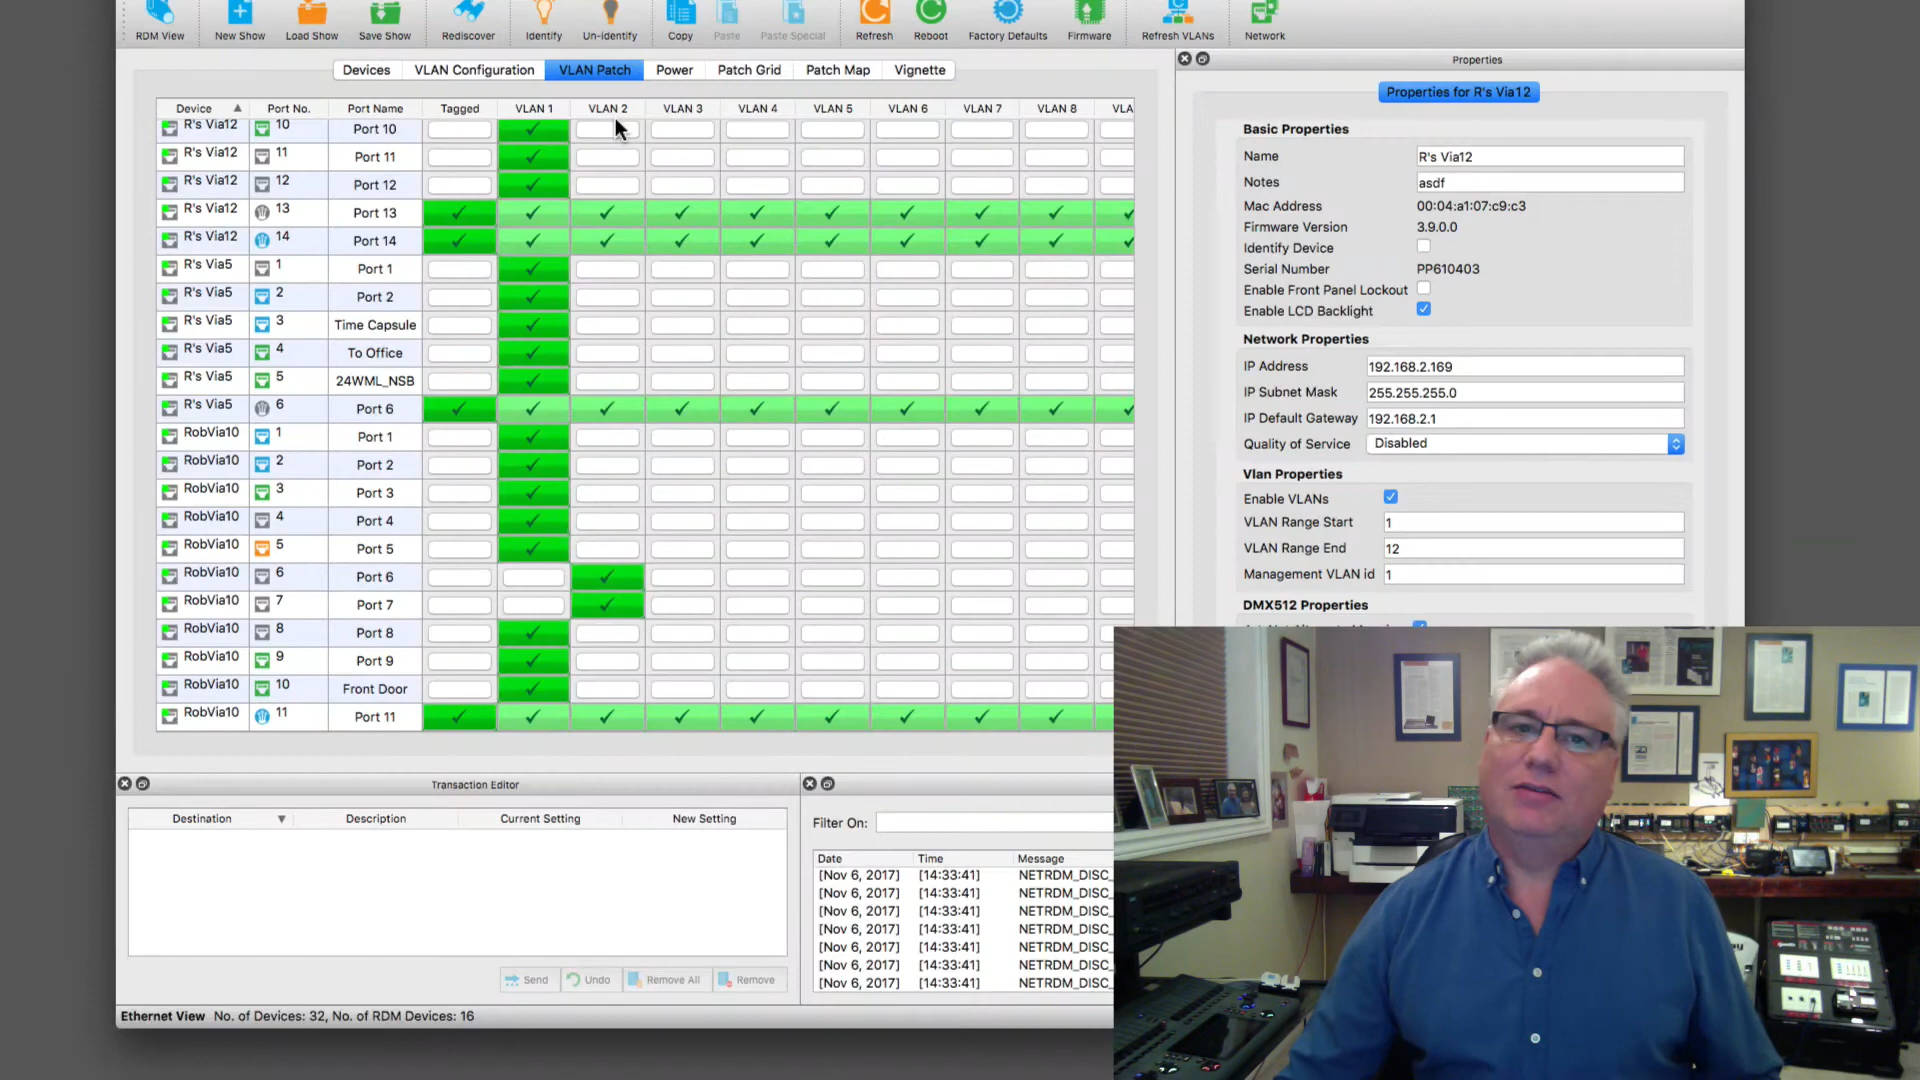 RDM View New Show Load Show Save Show Rediscover Identify Un-identify Copy Paste Paste Special Refresh Reboot Factory Defaults Firmware Refresh VLANs Network
Devices VLAN Configuration VLAN Patch Power Patch Grid Patch Map Vignette
Device Port No. Port Name Tagged VLAN 1 VLAN 2 VLAN 3 VLAN 4 VLAN 5 VLAN 6 VLAN 7 VLAN 8 VLA
R's Via12 10 Port 10
R's Via12 11 Port 11
R's Via12 12 Port 12
R's Via12 13 Port 13
R's Via12 14 Port 14
R's Via5 1 Port 1
R's Via5 2 Port 2
R's Via5 3 Time Capsule
R's Via5 4 To Office
R's Via5 5 24WML_NSB
R's Via5 6 Port 6
RobVia10 1 Port 1
RobVia10 2 Port 2
RobVia10 3 Port 3
RobVia10 4 Port 4
RobVia10 5 Port 5
RobVia10 6 Port 6
RobVia10 7 Port 7
RobVia10 8 Port 8
RobVia10 9 Port 9
RobVia10 10 Front Door
RobVia10 11 Port 11
Properties
Properties for R's Via12
Basic Properties
Name R's Via12
Notes asdf
Mac Address 00:04:a1:07:c9:c3
Firmware Version 3.9.0.0
Identify Device
Serial Number PP610403
Enable Front Panel Lockout
Enable LCD Backlight
Network Properties
IP Address 192.168.2.169
IP Subnet Mask 255.255.255.0
IP Default Gateway 192.168.2.1
Quality of Service Disabled
Vlan Properties
Enable VLANs
VLAN Range Start 1
VLAN Range End 12
Management VLAN id 1
DMX512 Properties
Transaction Editor
Destination Description Current Setting New Setting
Send Undo Remove All Remove
Filter On:
Date Time Message
[Nov 6, 2017] [14:33:41] NETRDM_DISC_
[Nov 6, 2017] [14:33:41] NETRDM_DISC_
[Nov 6, 2017] [14:33:41] NETRDM_DISC_
[Nov 6, 2017] [14:33:41] NETRDM_DISC_
[Nov 6, 2017] [14:33:41] NETRDM_DISC_
[Nov 6, 2017] [14:33:41] NETRDM_DISC_
[Nov 6, 2017] [14:33:41] NETRDM_DISC_
Ethernet View No. of Devices: 32, No. of RDM Devices: 16